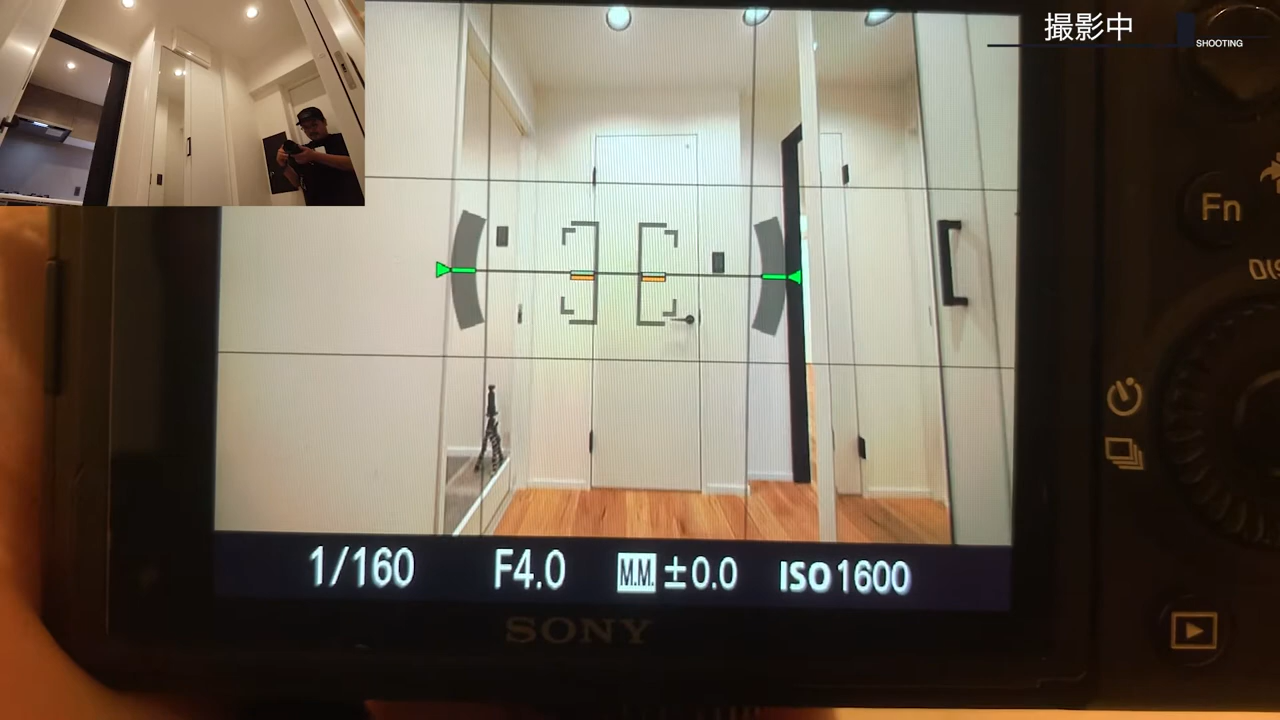 撮影中
SHOOTING
Fn
1/160 F4.0 M.M. ±0.0 ISO 1600
SONY